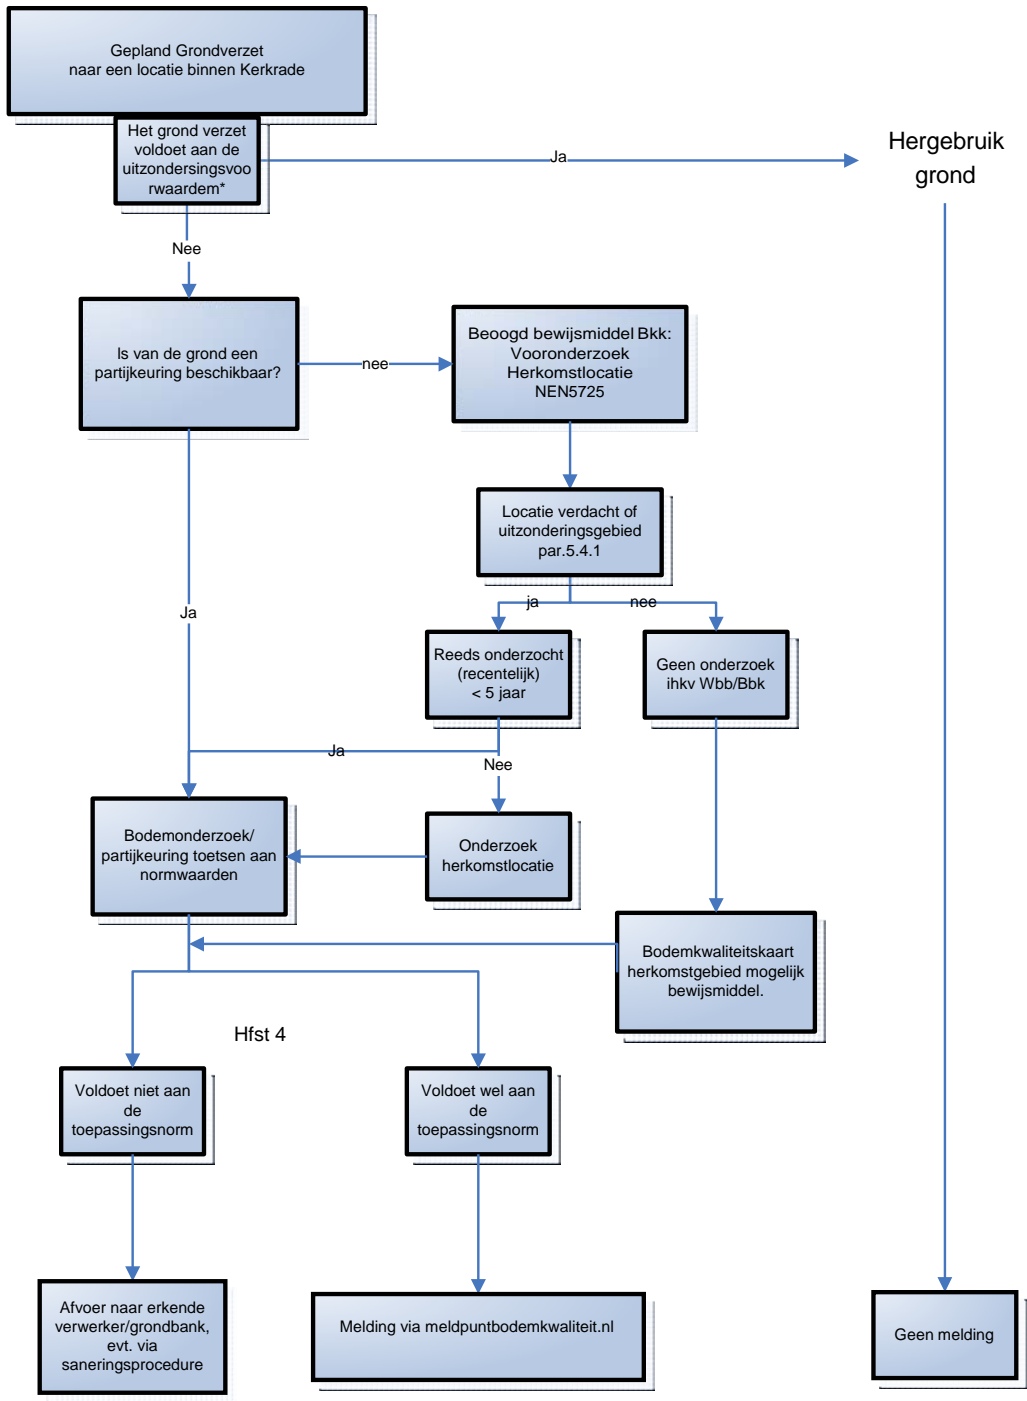 Gepland Grondverzet
naar een locatie binnen Kerkrade
Het grond verzet
voldoet aan de
uitzondersingsvoo
rwaardem*
Ja
Hergebruik
grond
Nee
Is van de grond een
partijkeuring beschikbaar?
nee
Beoogd bewijsmiddel Bkk:
Vooronderzoek
Herkomstlocatie
NEN5725
Locatie verdacht of
uitzonderingsgebied
par.5.4.1
ja
nee
Ja
Reeds onderzocht
(recentelijk)
< 5 jaar
Geen onderzoek
ihkv Wbb/Bbk
Ja
Nee
Bodemonderzoek/
partijkeuring toetsen aan
normwaarden
Onderzoek
herkomstlocatie
Bodemkwaliteitskaart
herkomstgebied mogelijk
bewijsmiddel.
Hfst 4
Voldoet niet aan
de
toepassingsnorm
Voldoet wel aan
de
toepassingsnorm
Afvoer naar erkende
verwerker/grondbank,
evt. via
saneringsprocedure
Melding via meldpuntbodemkwaliteit.nl
Geen melding